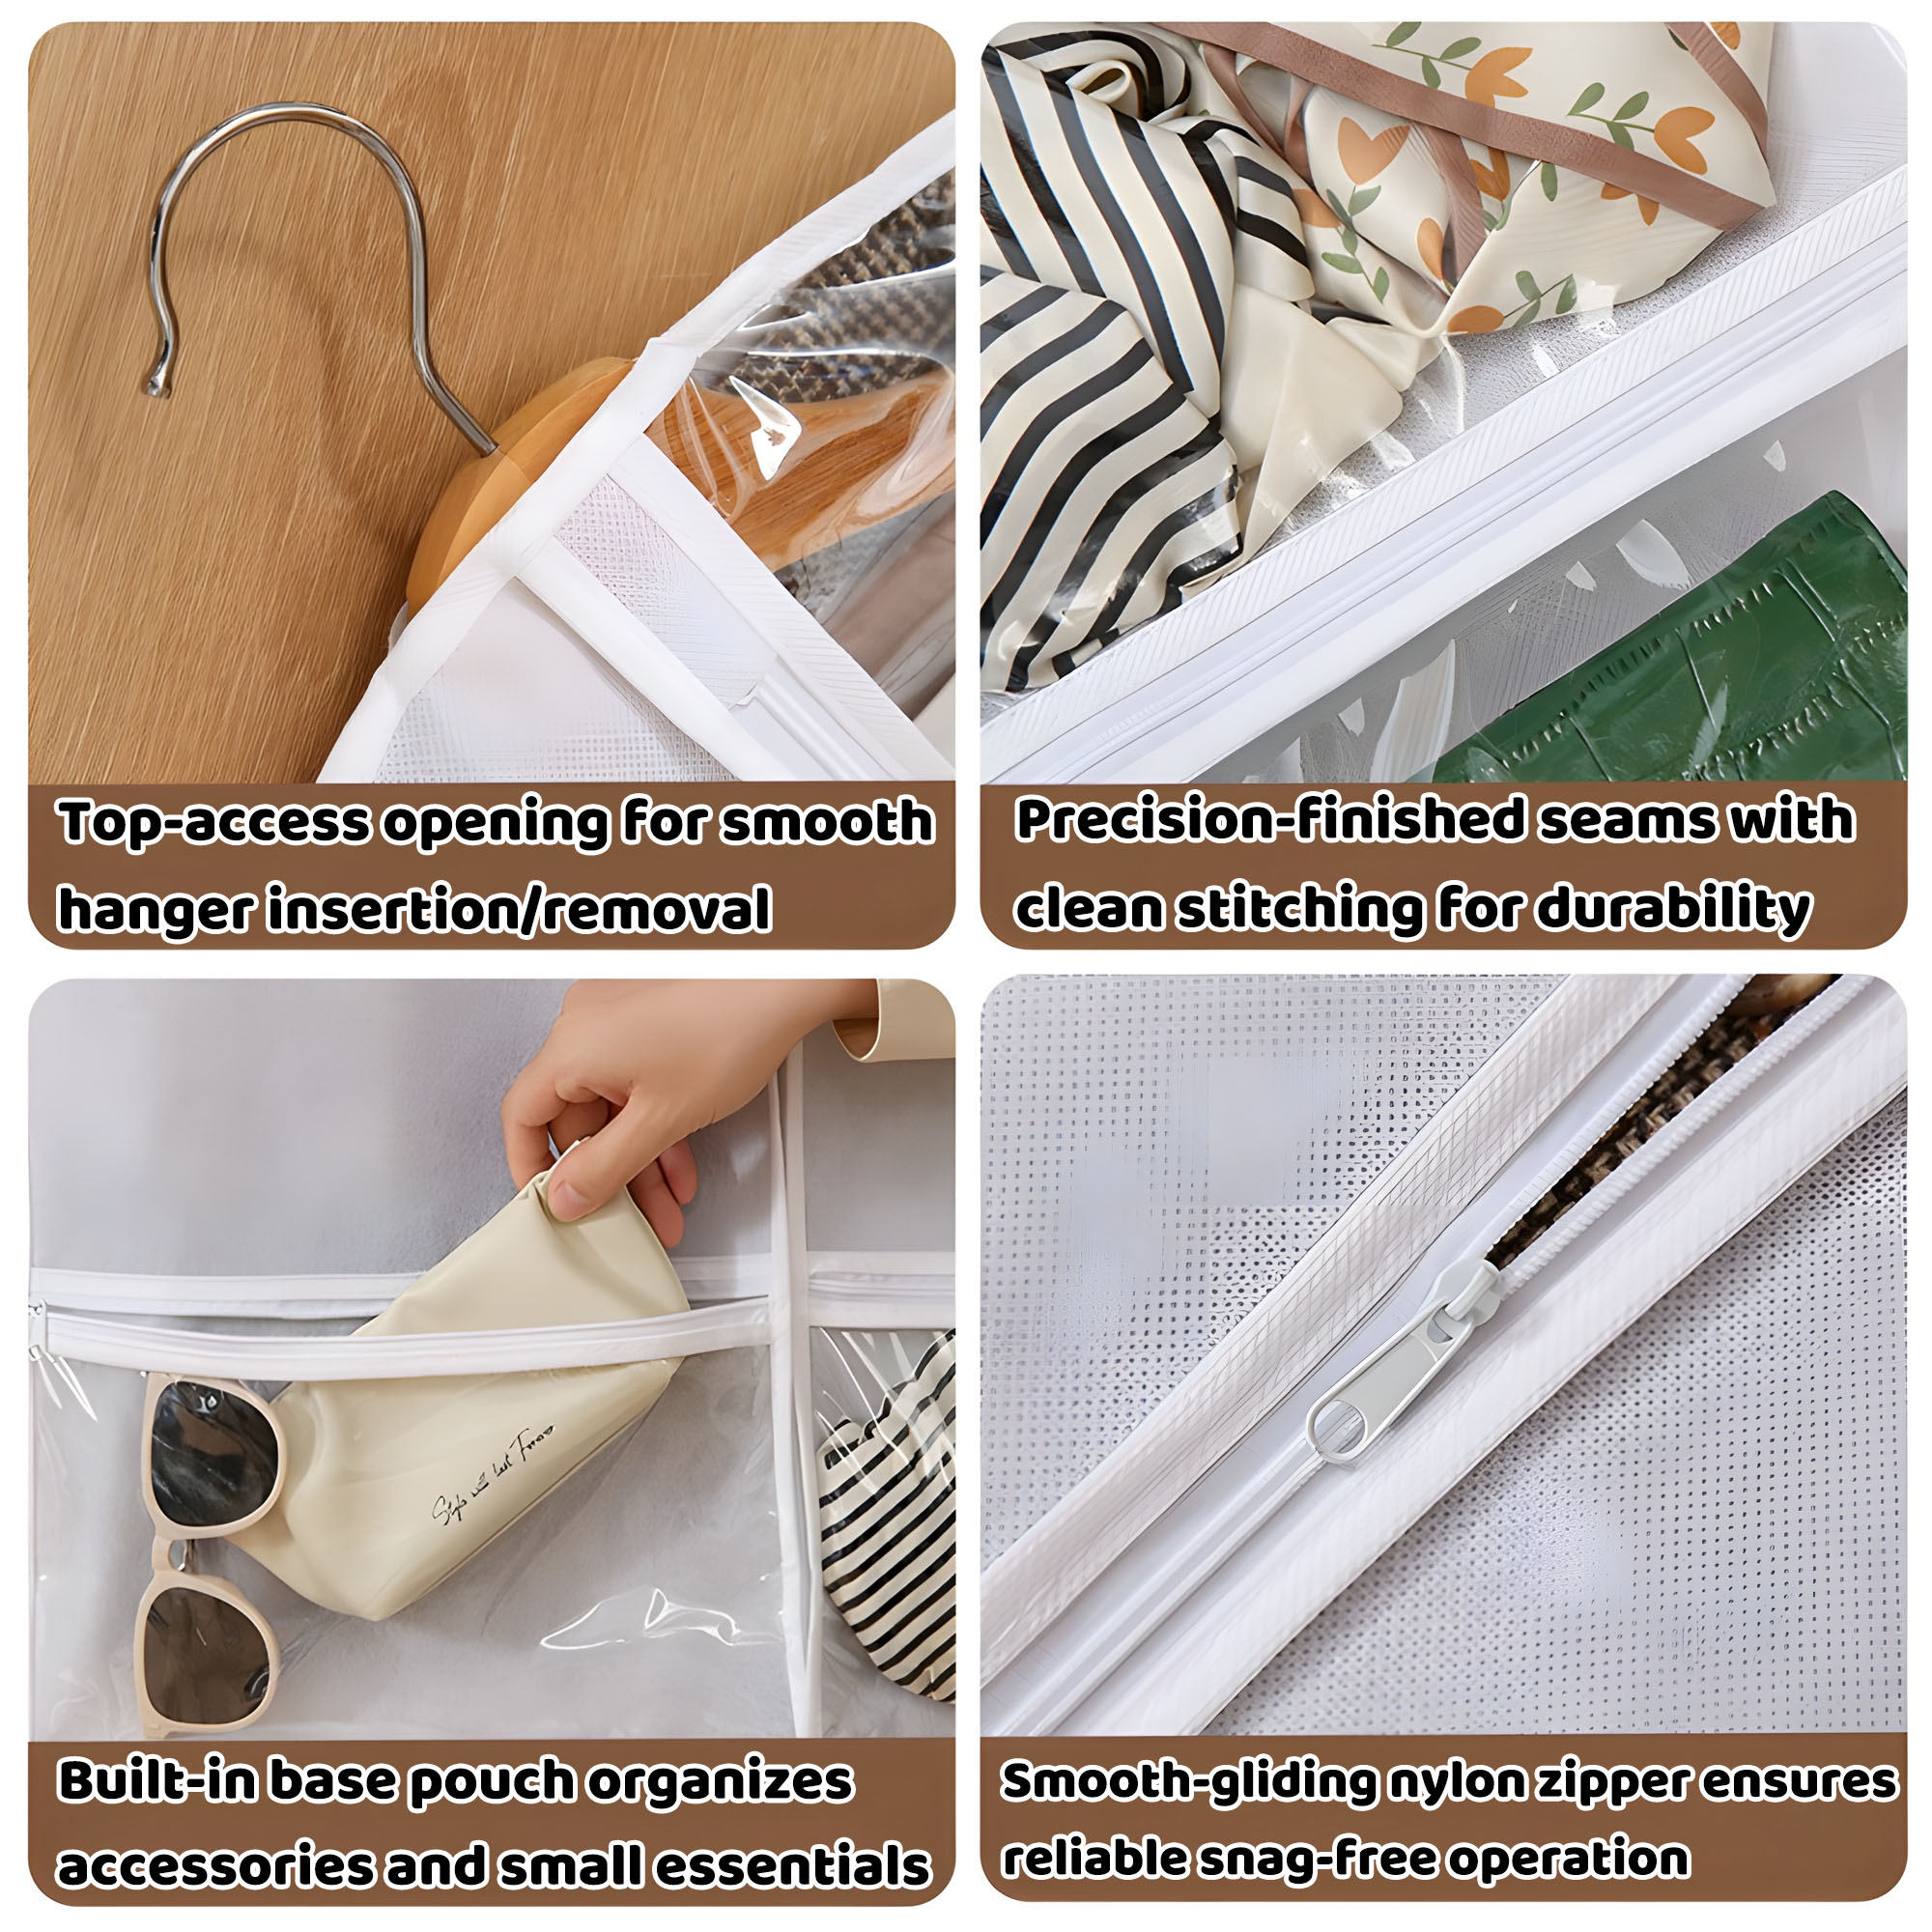 Top-access opening for smooth
hanger insertion/removal
Precision-finished seams with
clean stitching for durability
Built-in base pouch organizes
accessories and small essentials
Smooth-gliding nylon zipper ensures
reliable snag-free operation